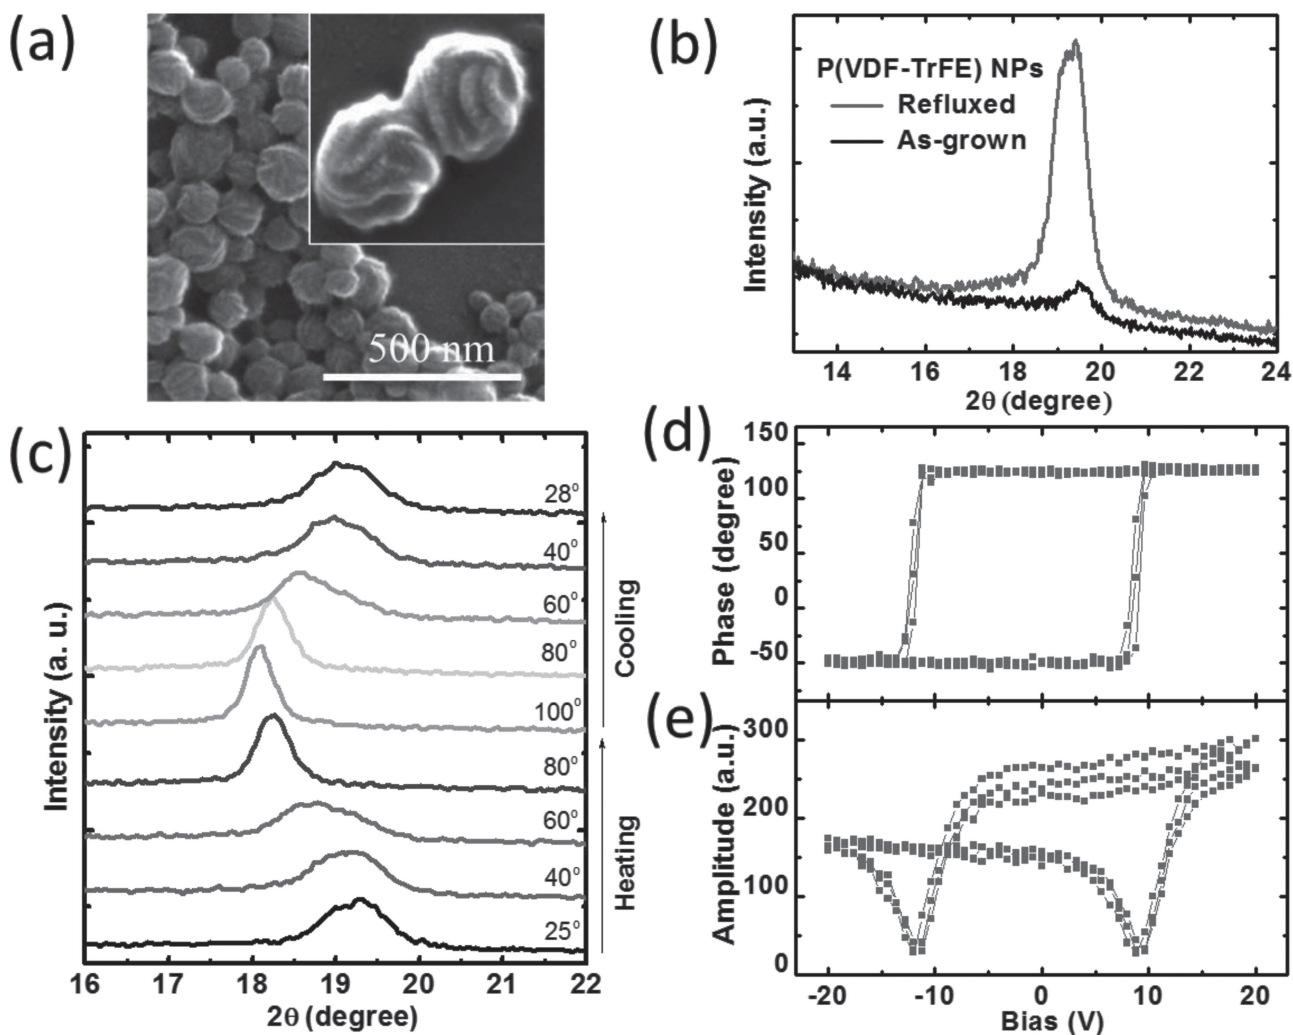 (a)
500 nm
(b)
P(VDF-TrFE) NPs
Refluxed
As-grown
Intensity (a.u.)
14 16 18 20 22 24
2θ (degree)
(c)
28°
40°
60°
80°
100°
80°
60°
40°
25°
Cooling
Heating
Intensity (a. u.)
16 17 18 19 20 21 22
2θ (degree)
(d)
150
100
50
0
-50
Phase (degree)
(e)
300
200
100
0
Amplitude (a.u.)
-20 -10 0 10 20
Bias (V)